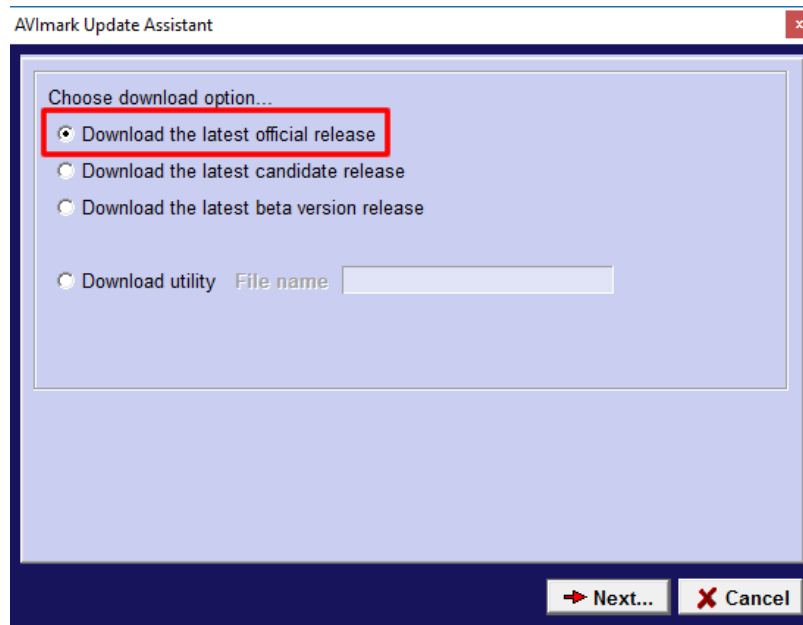 AVImark Update Assistant
x
Choose download option...
Download the latest official release
Download the latest candidate release
Download the latest beta version release
Download utility File name
Next...
Cancel